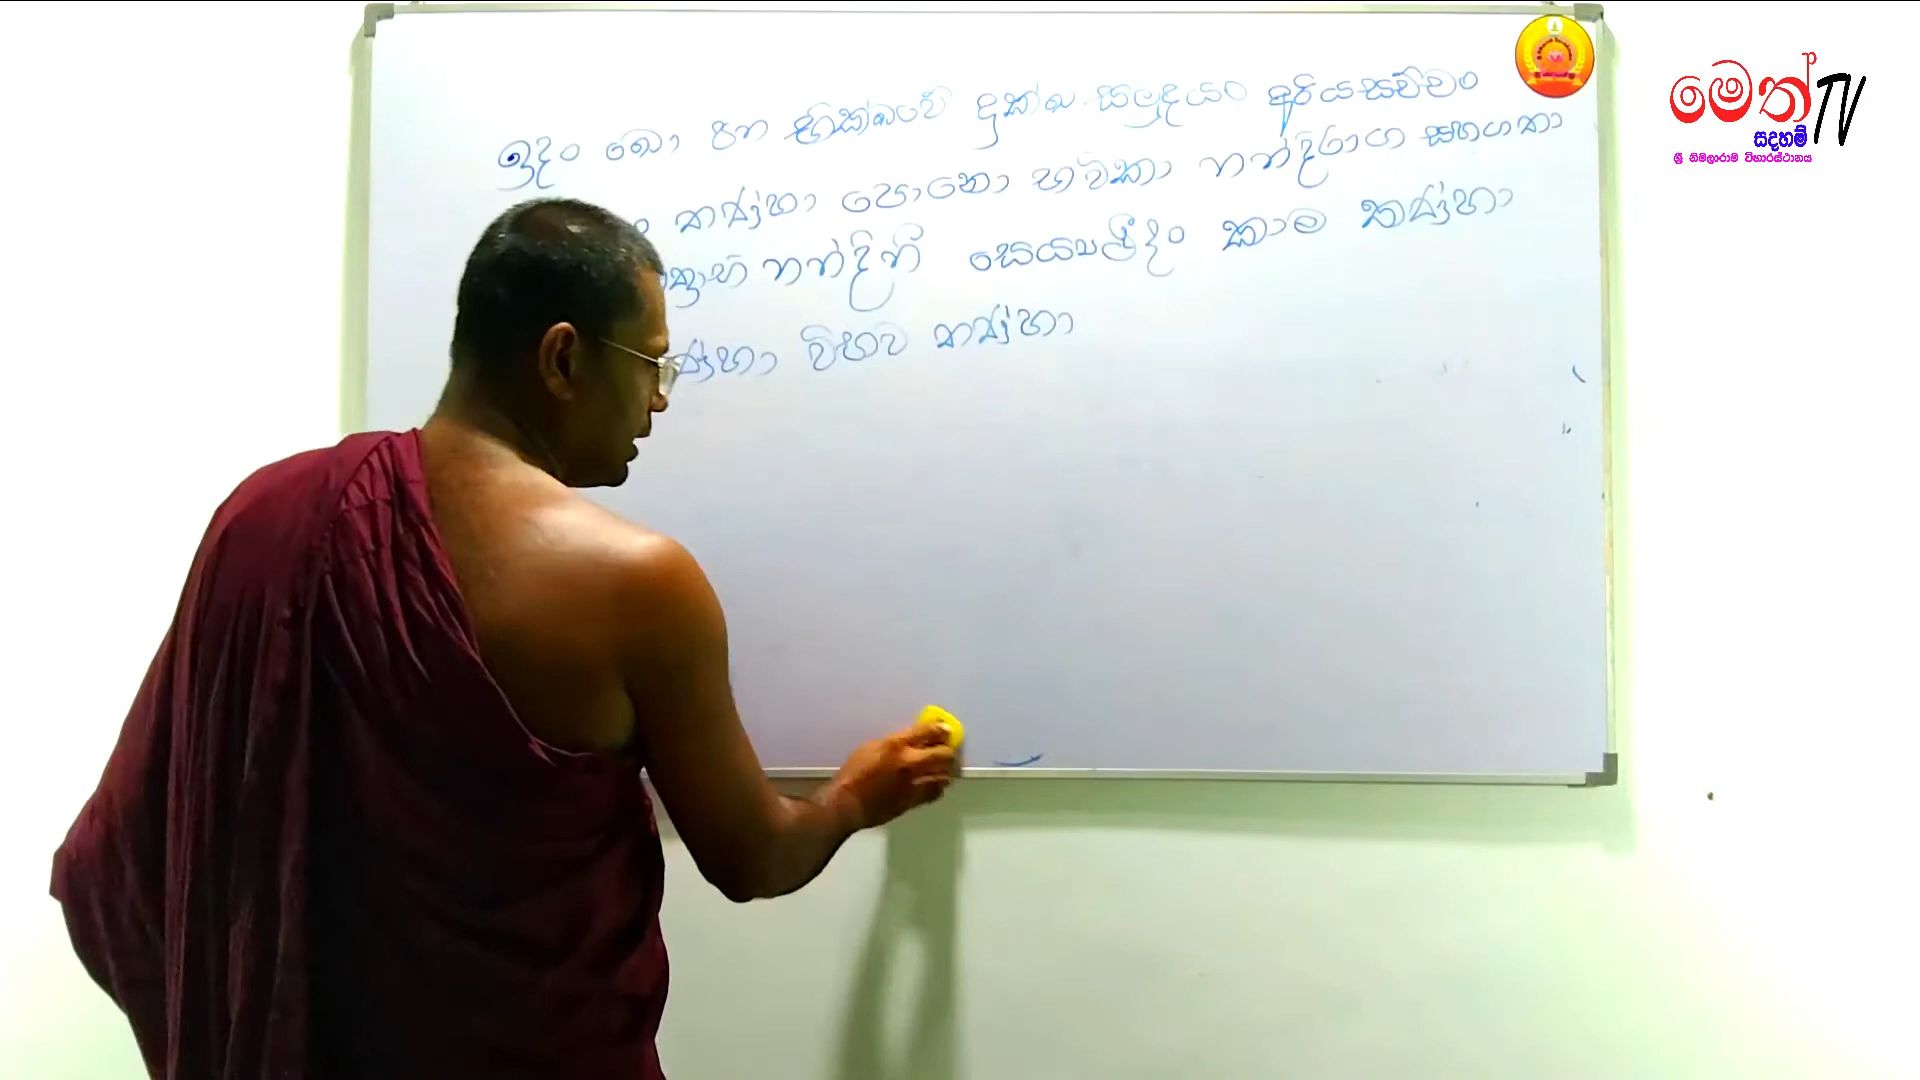 ඉදං ඛො පන භික්ඛවේ දුක්ඛ සමුදයං අරියසච්චං
තණ්හා පොනො භවිකා නන්දිරාග සහගතා
නන්දිනී සෙය්‍යථීදං කාම තණ්හා
විභව තණ්හා
මෙත් TV
සදහම්
ශ්‍රී නිමලාරාම විහාරස්ථානය